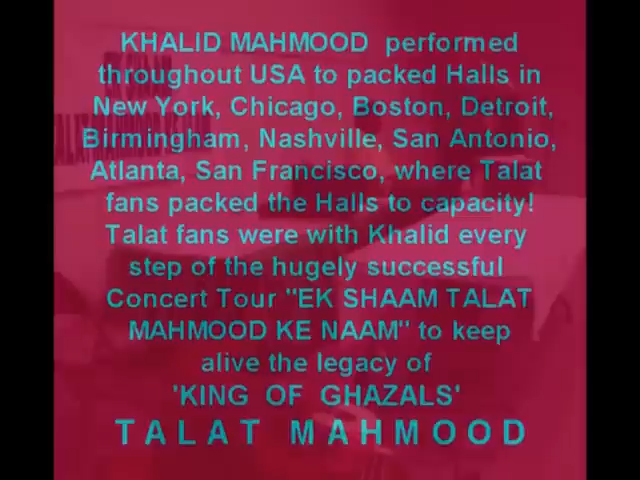 KHALID MAHMOOD performed
throughout USA to packed Halls in
New York, Chicago, Boston, Detroit,
Birmingham, Nashville, San Antonio,
Atlanta, San Francisco, where Talat
fans packed the Halls to capacity!
Talat fans were with Khalid every
step of the hugely successful
Concert Tour "EK SHAAM TALAT
MAHMOOD KE NAAM" to keep
alive the legacy of
'KING OF GHAZALS'
TALAT MAHMOOD